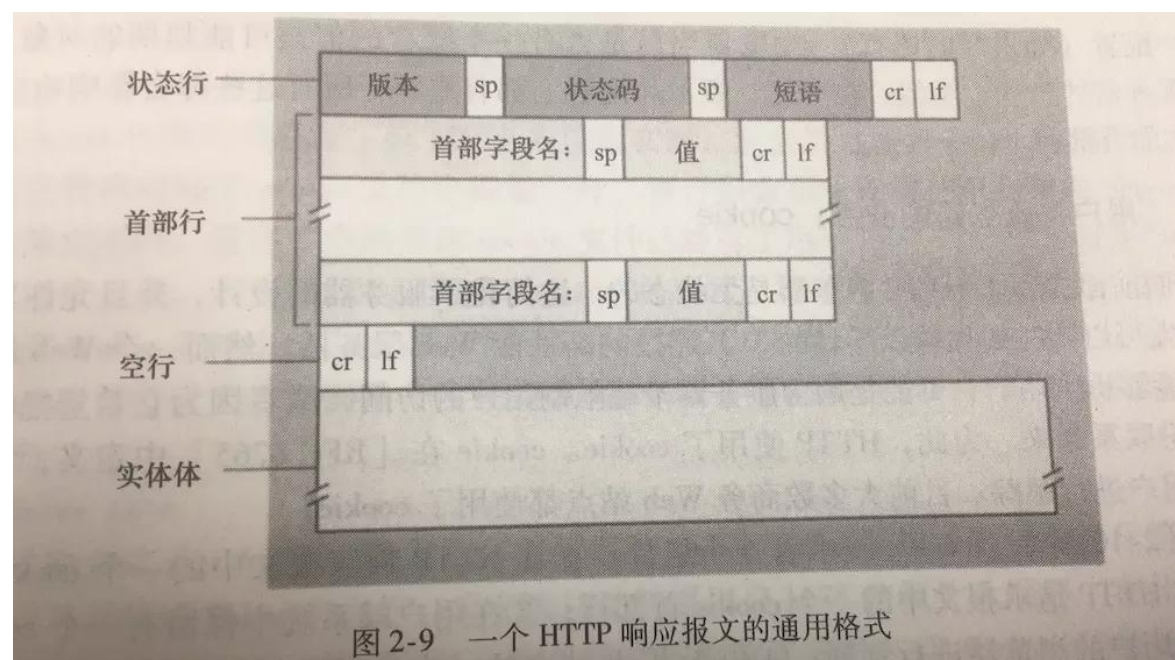 状态行 版本 sp 状态码 sp 短语 cr lf
首部字段名： sp 值 cr lf
首部行
首部字段名： sp 值 cr lf
空行 cr lf
实体体
图 2-9 一个 HTTP 响应报文的通用格式